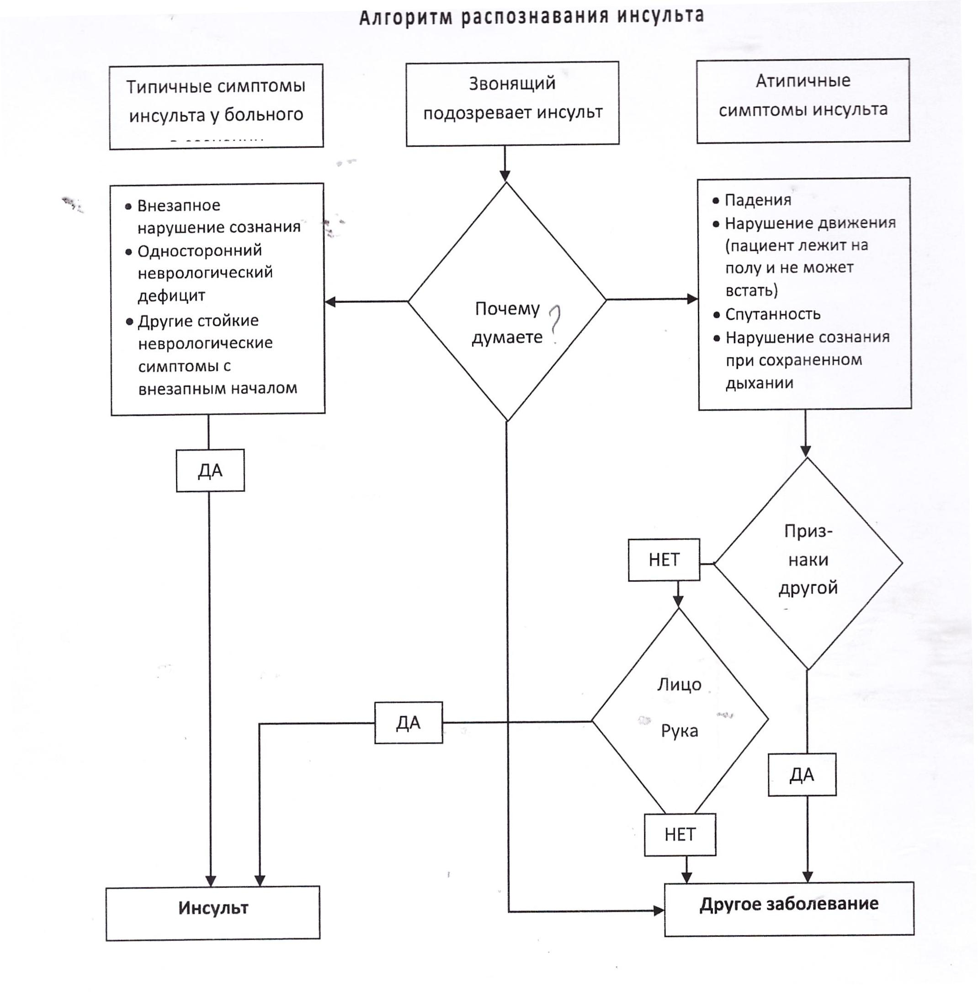 Алгоритм распознавания инсульта
Типичные симптомы
инсульта у больного
Звонящий
подозревает инсульт
Атипичные
симптомы инсульта
• Внезапное
нарушение сознания
• Односторонний
неврологический
дефицит
• Другие стойкие
неврологические
симптомы с
внезапным началом
Почему
думаете ?
• Падения
• Нарушение движения
(пациент лежит на
полу и не может
встать)
• Спутанность
• Нарушение сознания
при сохраненном
дыхании
ДА
Приз-
наки
другой
НЕТ
Лицо
Рука
ДА
ДА
НЕТ
Инсульт
Другое заболевание